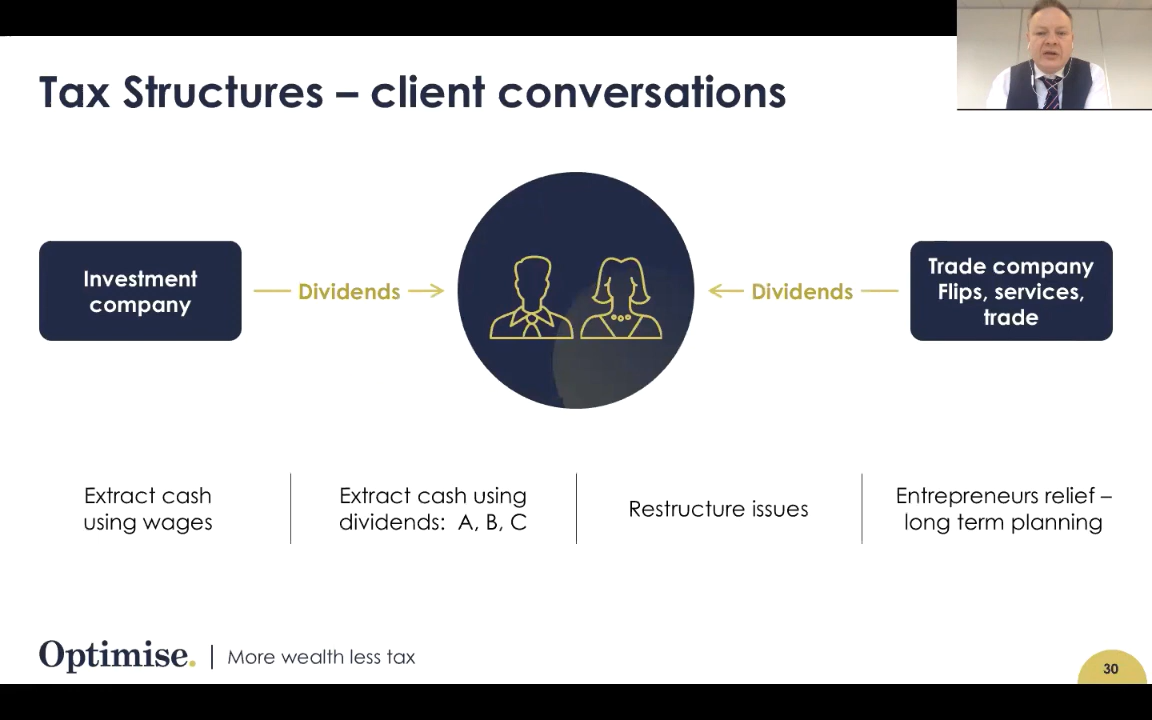 Tax Structures – client conversations
Investment
company
Dividends
Dividends
Trade company
Flips, services,
trade
Extract cash
using wages
Extract cash using
dividends: A, B, C
Restructure issues
Entrepreneurs relief –
long term planning
Optimise. | More wealth less tax
30